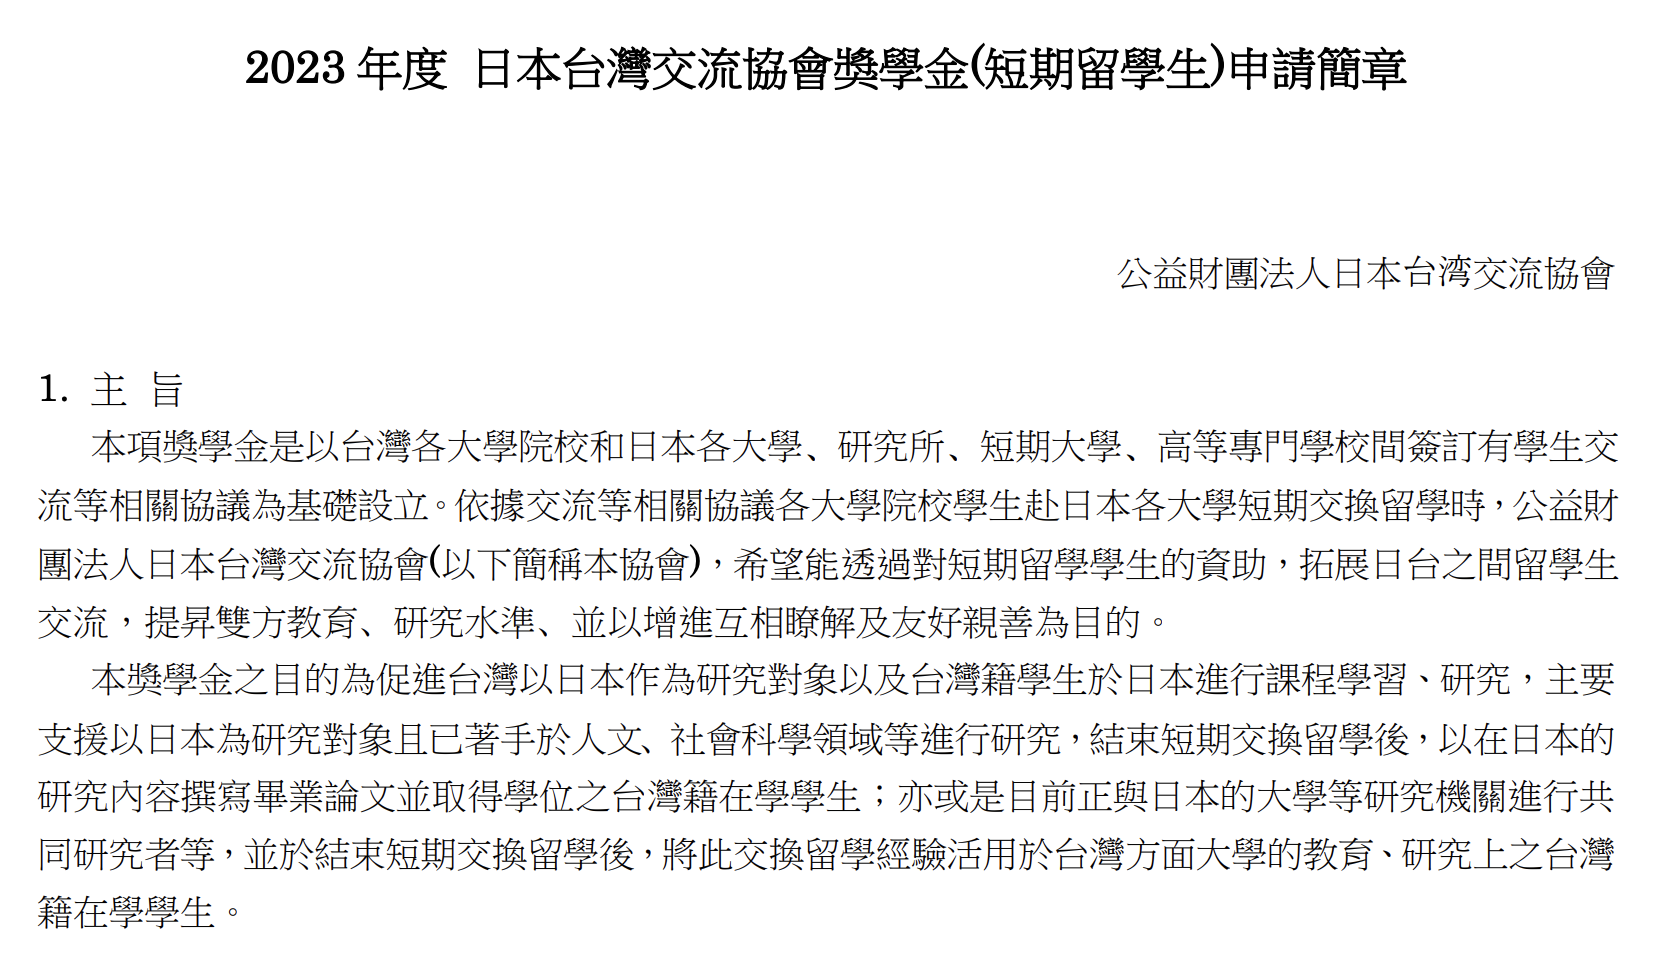 2023 年度 日本台灣交流協會獎學金(短期留學生)申請簡章
公益財團法人日本台湾交流協會
1. 主 旨
本項獎學金是以台灣各大學院校和日本各大學、研究所、短期大學、高等專門學校間簽訂有學生交
流等相關協議為基礎設立。依據交流等相關協議各大學院校學生赴日本各大學短期交換留學時，公益財
團法人日本台灣交流協會(以下簡稱本協會)，希望能透過對短期留學學生的資助，拓展日台之間留學生
交流，提昇雙方教育、研究水準、並以增進互相瞭解及友好親善為目的。
本獎學金之目的為促進台灣以日本作為研究對象以及台灣籍學生於日本進行課程學習、研究，主要
支援以日本為研究對象且已著手於人文、社會科學領域等進行研究，結束短期交換留學後，以在日本的
研究內容撰寫畢業論文並取得學位之台灣籍在學學生；亦或是目前正與日本的大學等研究機關進行共
同研究者等，並於結束短期交換留學後，將此交換留學經驗活用於台灣方面大學的教育、研究上之台灣
籍在學學生。